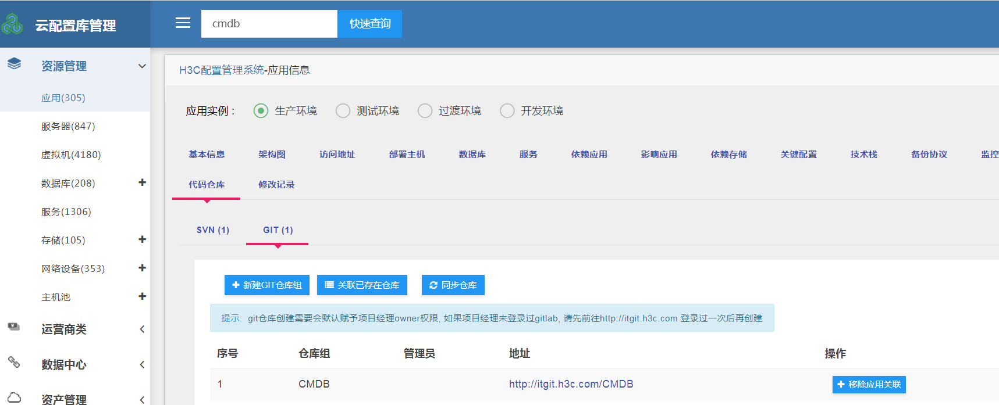 云配置库管理
cmdb 快速查询
资源管理
应用(305)
服务器(847)
虚拟机(4180)
数据库(208)
服务(1306)
存储(105)
网络设备(353)
主机池
运营商类
数据中心
资产管理
H3C配置管理系统-应用信息
应用实例： 生产环境 测试环境 过渡环境 开发环境
基本信息 架构图 访问地址 部署主机 数据库 服务 依赖应用 影响应用 依赖存储 关键配置 技术栈 备份协议 监控
代码仓库 修改记录
SVN (1) GIT (1)
新建GIT仓库组 关联已存在仓库 同步仓库
提示: git仓库创建需要会默认赋予项目经理owner权限, 如果项目经理未登录过gitlab, 请先前往http://itgit.h3c.com 登录过一次后再创建
序号 仓库组 管理员 地址 操作
1 CMDB http://itgit.h3c.com/CMDB 移除应用关联